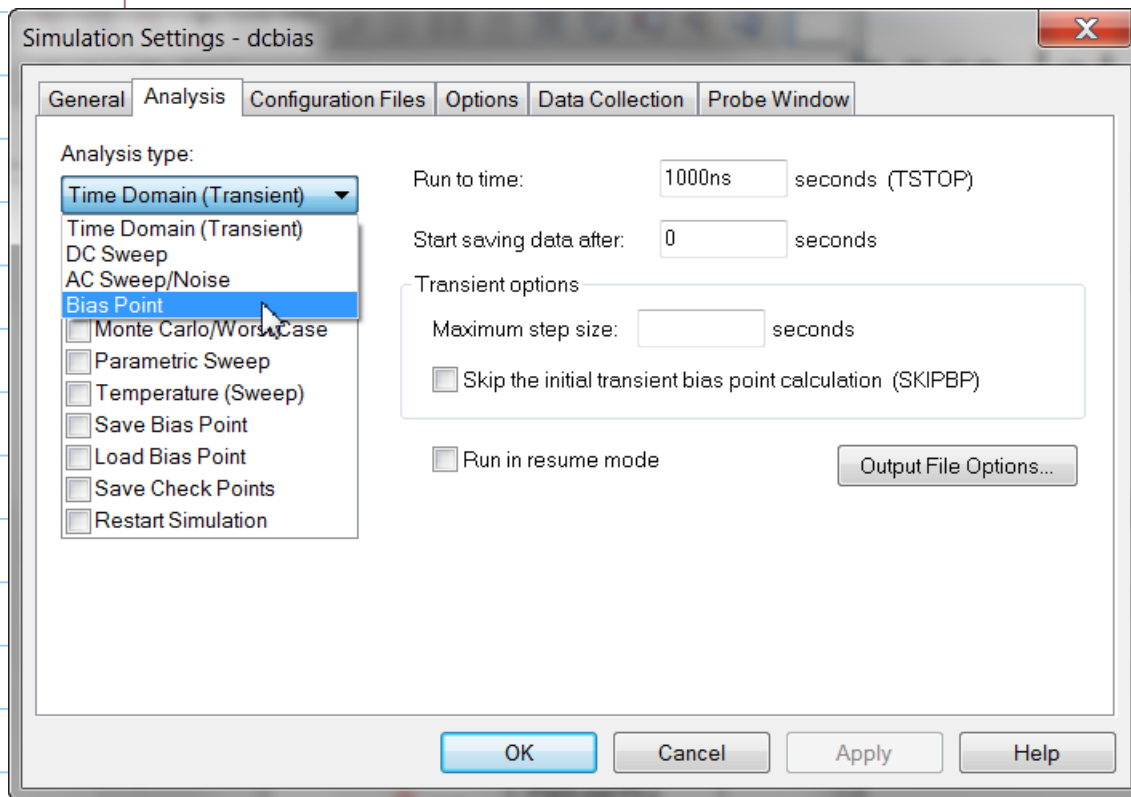 Simulation Settings - dcbias
General Analysis Configuration Files Options Data Collection Probe Window
Analysis type:
Time Domain (Transient)
Time Domain (Transient)
DC Sweep
AC Sweep/Noise
Bias Point
Monte Carlo/Worst Case
Parametric Sweep
Temperature (Sweep)
Save Bias Point
Load Bias Point
Save Check Points
Restart Simulation
Run to time: 1000ns seconds (TSTOP)
Start saving data after: 0 seconds
Transient options
Maximum step size: seconds
Skip the initial transient bias point calculation (SKIPBP)
Run in resume mode
Output File Options...
OK Cancel Apply Help